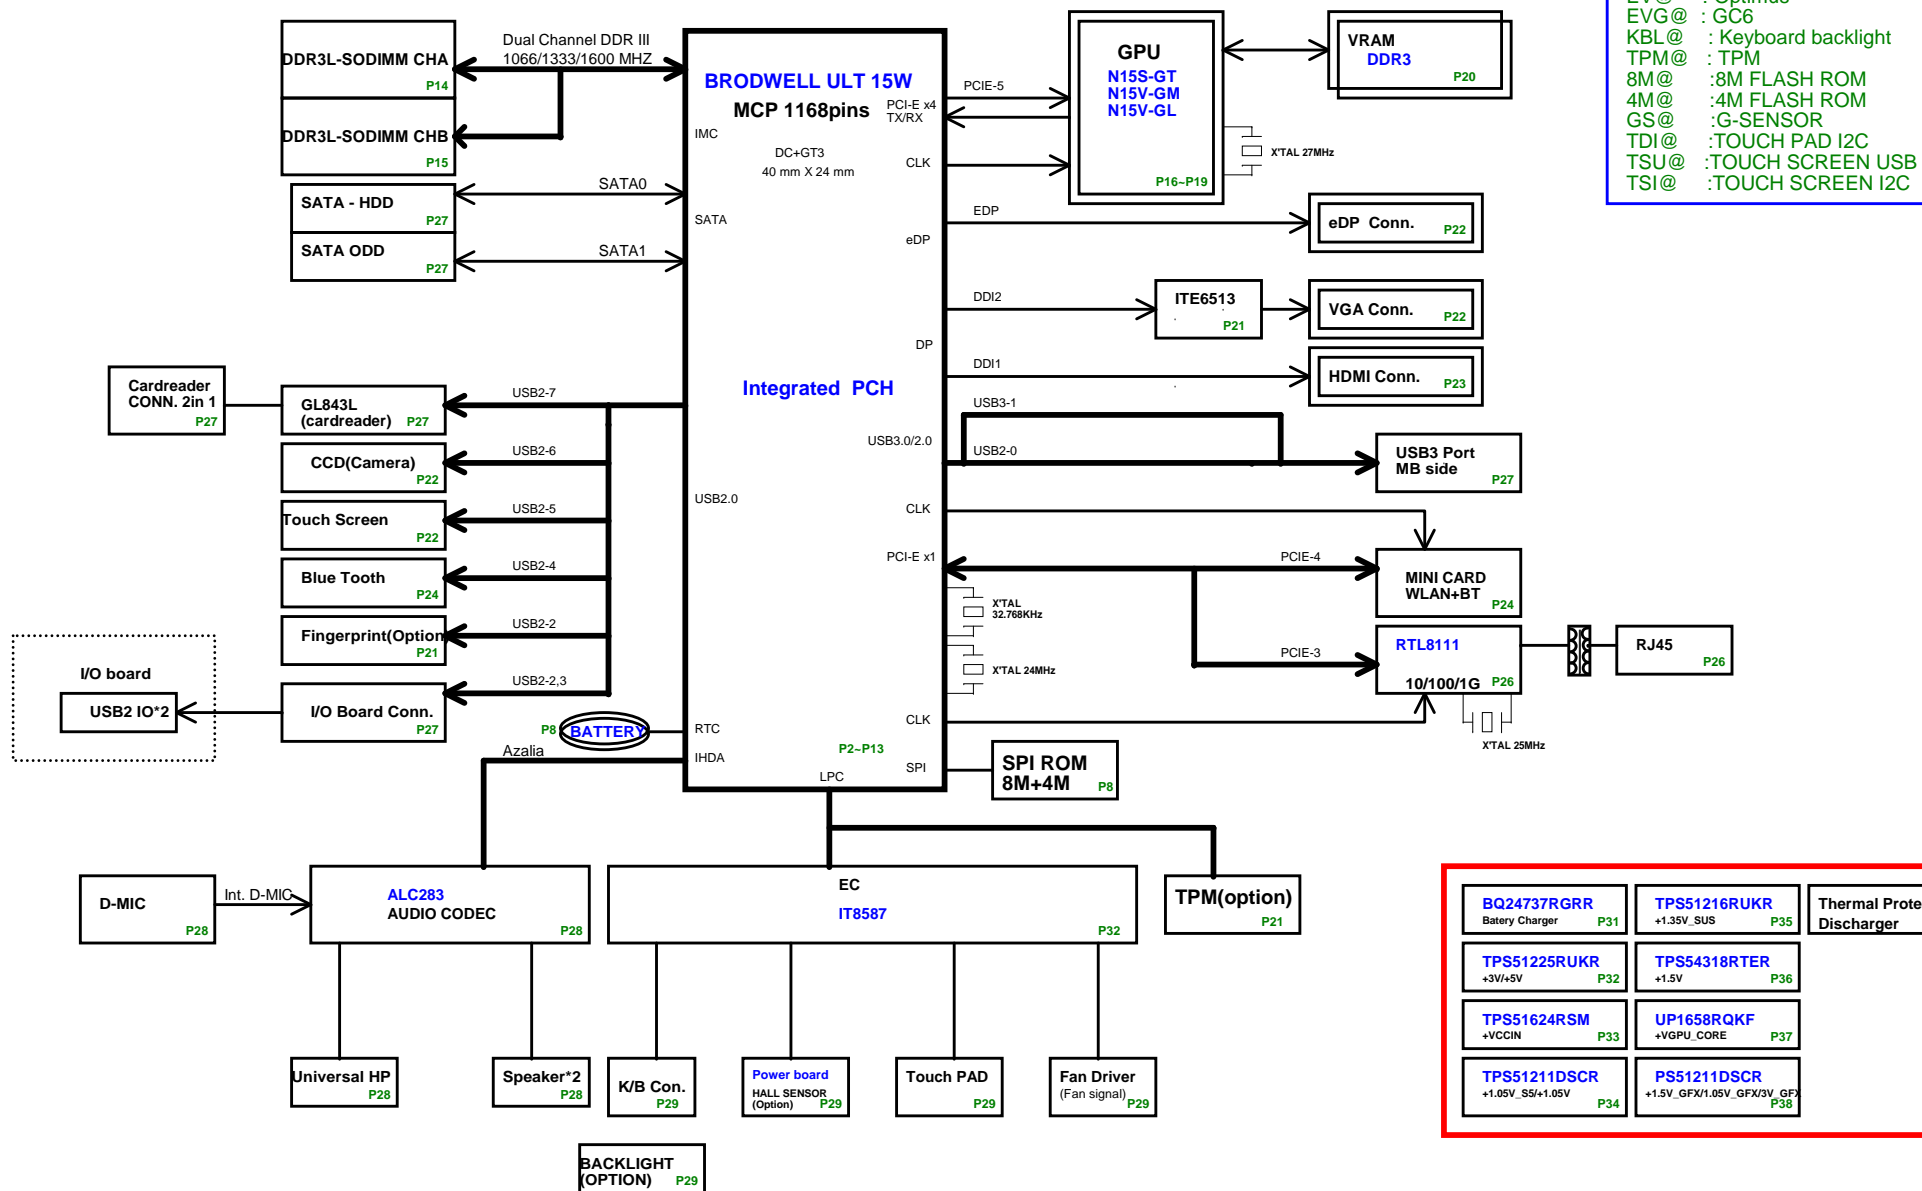 DDR3L-SODIMM CHA
P14
DDR3L-SODIMM CHB
P15
Dual Channel DDR III
1066/1333/1600 MHZ
SATA - HDD
P27
SATA ODD
P27
SATA0
SATA1
BRODWELL ULT 15W
MCP 1168pins
DC+GT3
40 mm X 24 mm
Integrated PCH
P2~P13
IMC
SATA
USB2.0
RTC
IHDA
LPC
SPI
PCI-E x4
TX/RX
CLK
eDP
DP
USB3.0/2.0
CLK
PCI-E x1
CLK
PCIE-5
GPU
N15S-GT
N15V-GM
N15V-GL
P16~P19
X'TAL 27MHz
VRAM
DDR3
P20
EVG@ : GC6
KBL@ : Keyboard backlight
TPM@ : TPM
8M@ :8M FLASH ROM
4M@ :4M FLASH ROM
GS@ :G-SENSOR
TDI@ :TOUCH PAD I2C
TSU@ :TOUCH SCREEN USB
TSI@ :TOUCH SCREEN I2C
EDP
eDP Conn.
P22
DDI2
ITE6513
P21
VGA Conn.
P22
DDI1
HDMI Conn.
P23
USB3-1
USB2-0
USB3 Port
MB side
P27
PCIE-4
MINI CARD
WLAN+BT
P24
X'TAL
32.768KHz
X'TAL 24MHz
PCIE-3
RTL8111
10/100/1G
P26
RJ45
P26
X'TAL 25MHz
SPI ROM
8M+4M
P8
Cardreader
CONN. 2in 1
P27
GL843L
(cardreader)
P27
USB2-7
CCD(Camera)
P22
USB2-6
Touch Screen
P22
USB2-5
Blue Tooth
P24
USB2-4
Fingerprint(Option
P21
USB2-2
I/O board
USB2 IO*2
I/O Board Conn.
P27
USB2-2,3
P8
BATTERY
Azalia
D-MIC
P28
Int. D-MIC
ALC283
AUDIO CODEC
P28
EC
IT8587
P32
TPM(option)
P21
Universal HP
P28
Speaker*2
P28
K/B Con.
P29
Power board
HALL SENSOR
(Option)
P29
Touch PAD
P29
Fan Driver
(Fan signal)
P29
BACKLIGHT
(OPTION)
P29
BQ24737RGRR
Batery Charger
P31
TPS51216RUKR
+1.35V_SUS
P35
Thermal Prote
Discharger
TPS51225RUKR
+3V/+5V
P32
TPS54318RTER
+1.5V
P36
TPS51624RSM
+VCCIN
P33
UP1658RQKF
+VGPU_CORE
P37
TPS51211DSCR
+1.05V_S5/+1.05V
P34
PS51211DSCR
+1.5V_GFX/1.05V_GFX/3V_GFX
P38